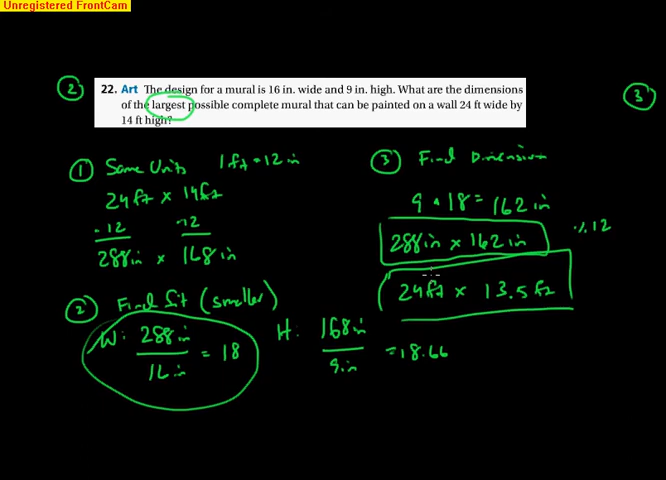 Unregistered FrontCam
2
22. Art The design for a mural is 16 in. wide and 9 in. high. What are the dimensions
of the largest possible complete mural that can be painted on a wall 24 ft wide by
14 ft high?
3
1 Same Units 1 ft = 12 in
24 ft x 14 ft
·12 ·12
288 in x 168 in
2 Find fit (smaller)
W: 288 in / 16 in = 18
H: 168 in / 9 in = 18.66
3 Find Dimension
9 · 18 = 162 in
288 in x 162 in
÷ 12
24 ft x 13.5 ft